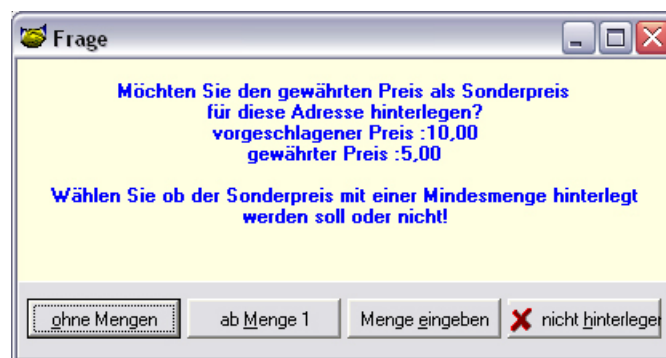 Frage
Möchten Sie den gewährten Preis als Sonderpreis
für diese Adresse hinterlegen?
vorgeschlagener Preis :10,00
gewährter Preis :5,00
Wählen Sie ob der Sonderpreis mit einer Mindesmenge hinterlegt
werden soll oder nicht!
ohne Mengen ab Menge 1 Menge eingeben nicht hinterleger